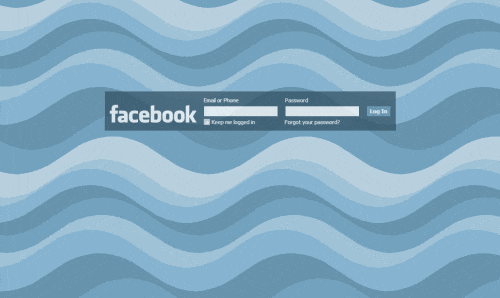 facebook
Email or Phone
Password
Log In
Keep me logged in
Forgot your password?